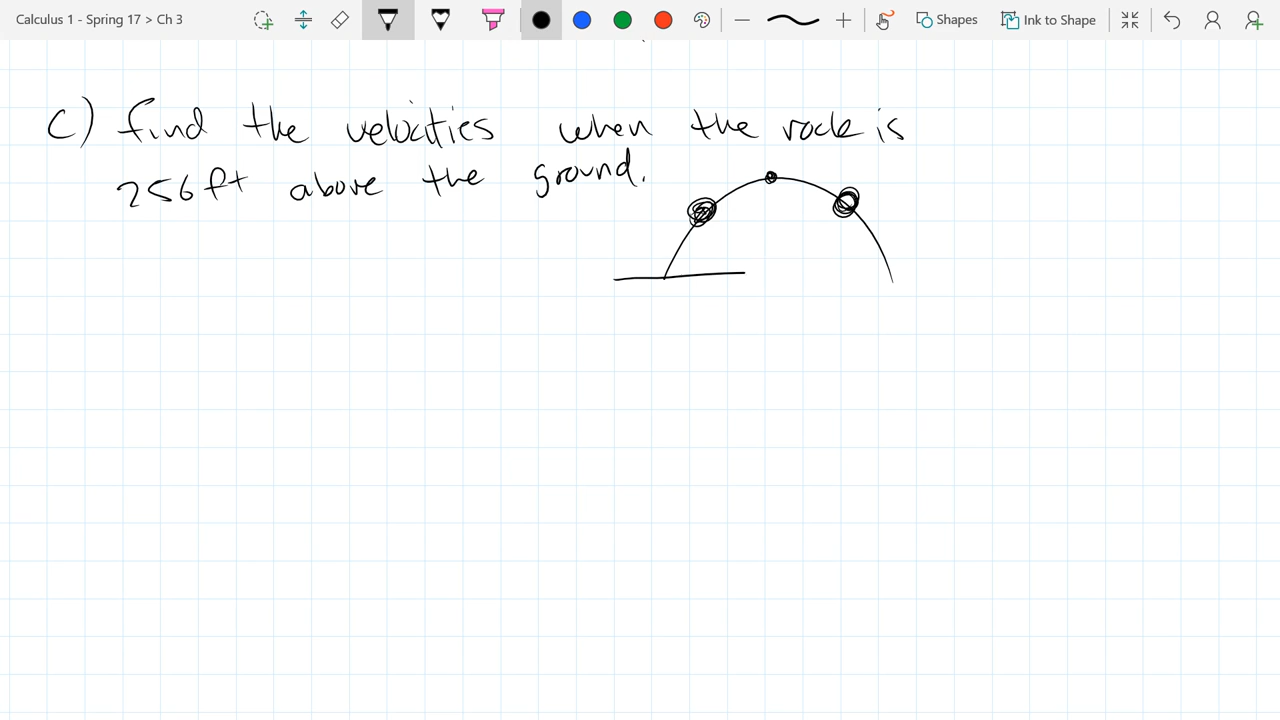 Calculus 1 - Spring 17 > Ch 3
Shapes
Ink to Shape
c) find the velocities when the rock is
256 ft above the ground.